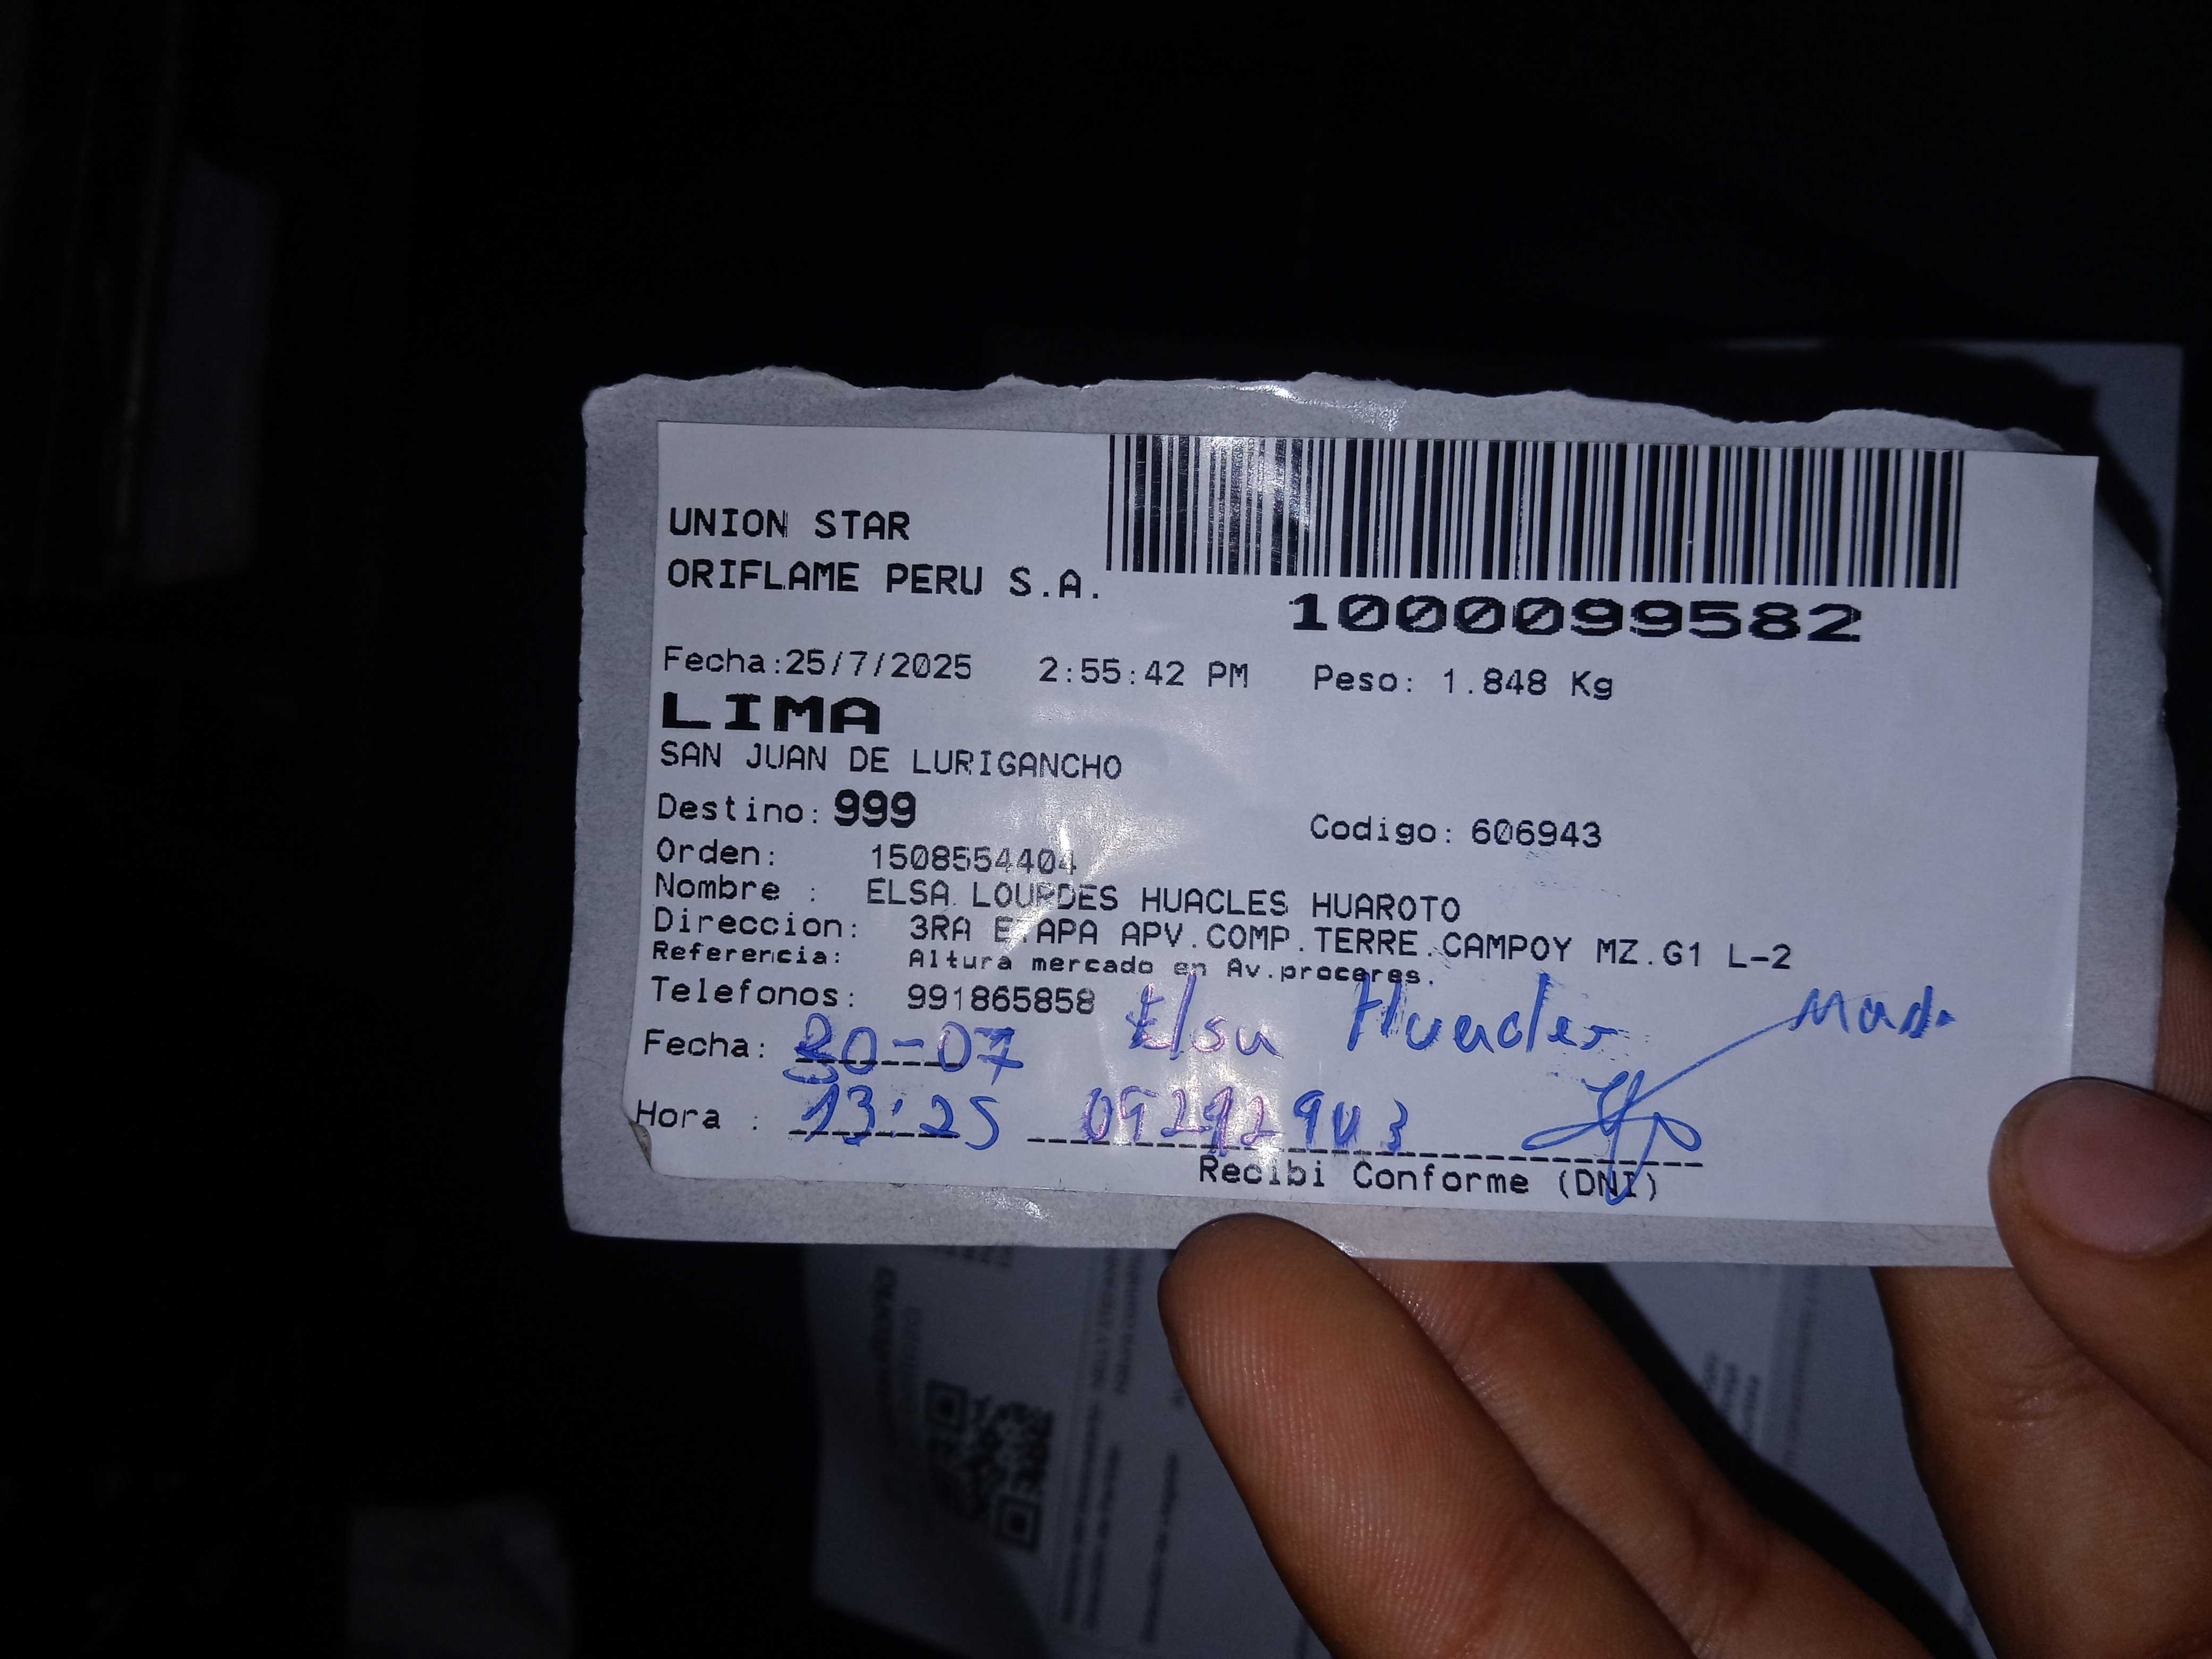 UNION STAR
ORIFLAME PERU S.A.
1000099582
Fecha:25/7/2025 2:55:42 PM Peso: 1.848 Kg
LIMA
SAN JUAN DE LURIGANCHO
Destino: 999 Codigo: 606943
Orden: 1508554404
Nombre : ELSA LOURDES HUACLES HUAROTO
Direccion: 3RA ETAPA APV.COMP.TERRE.CAMPOY MZ.G1 L-2
Referencia: Altura mercado en Av.proceres.
Telefonos: 991865858 Elsa Huacles
Fecha: 30-07
Hora : 13:25
Recibi Conforme (DNI)